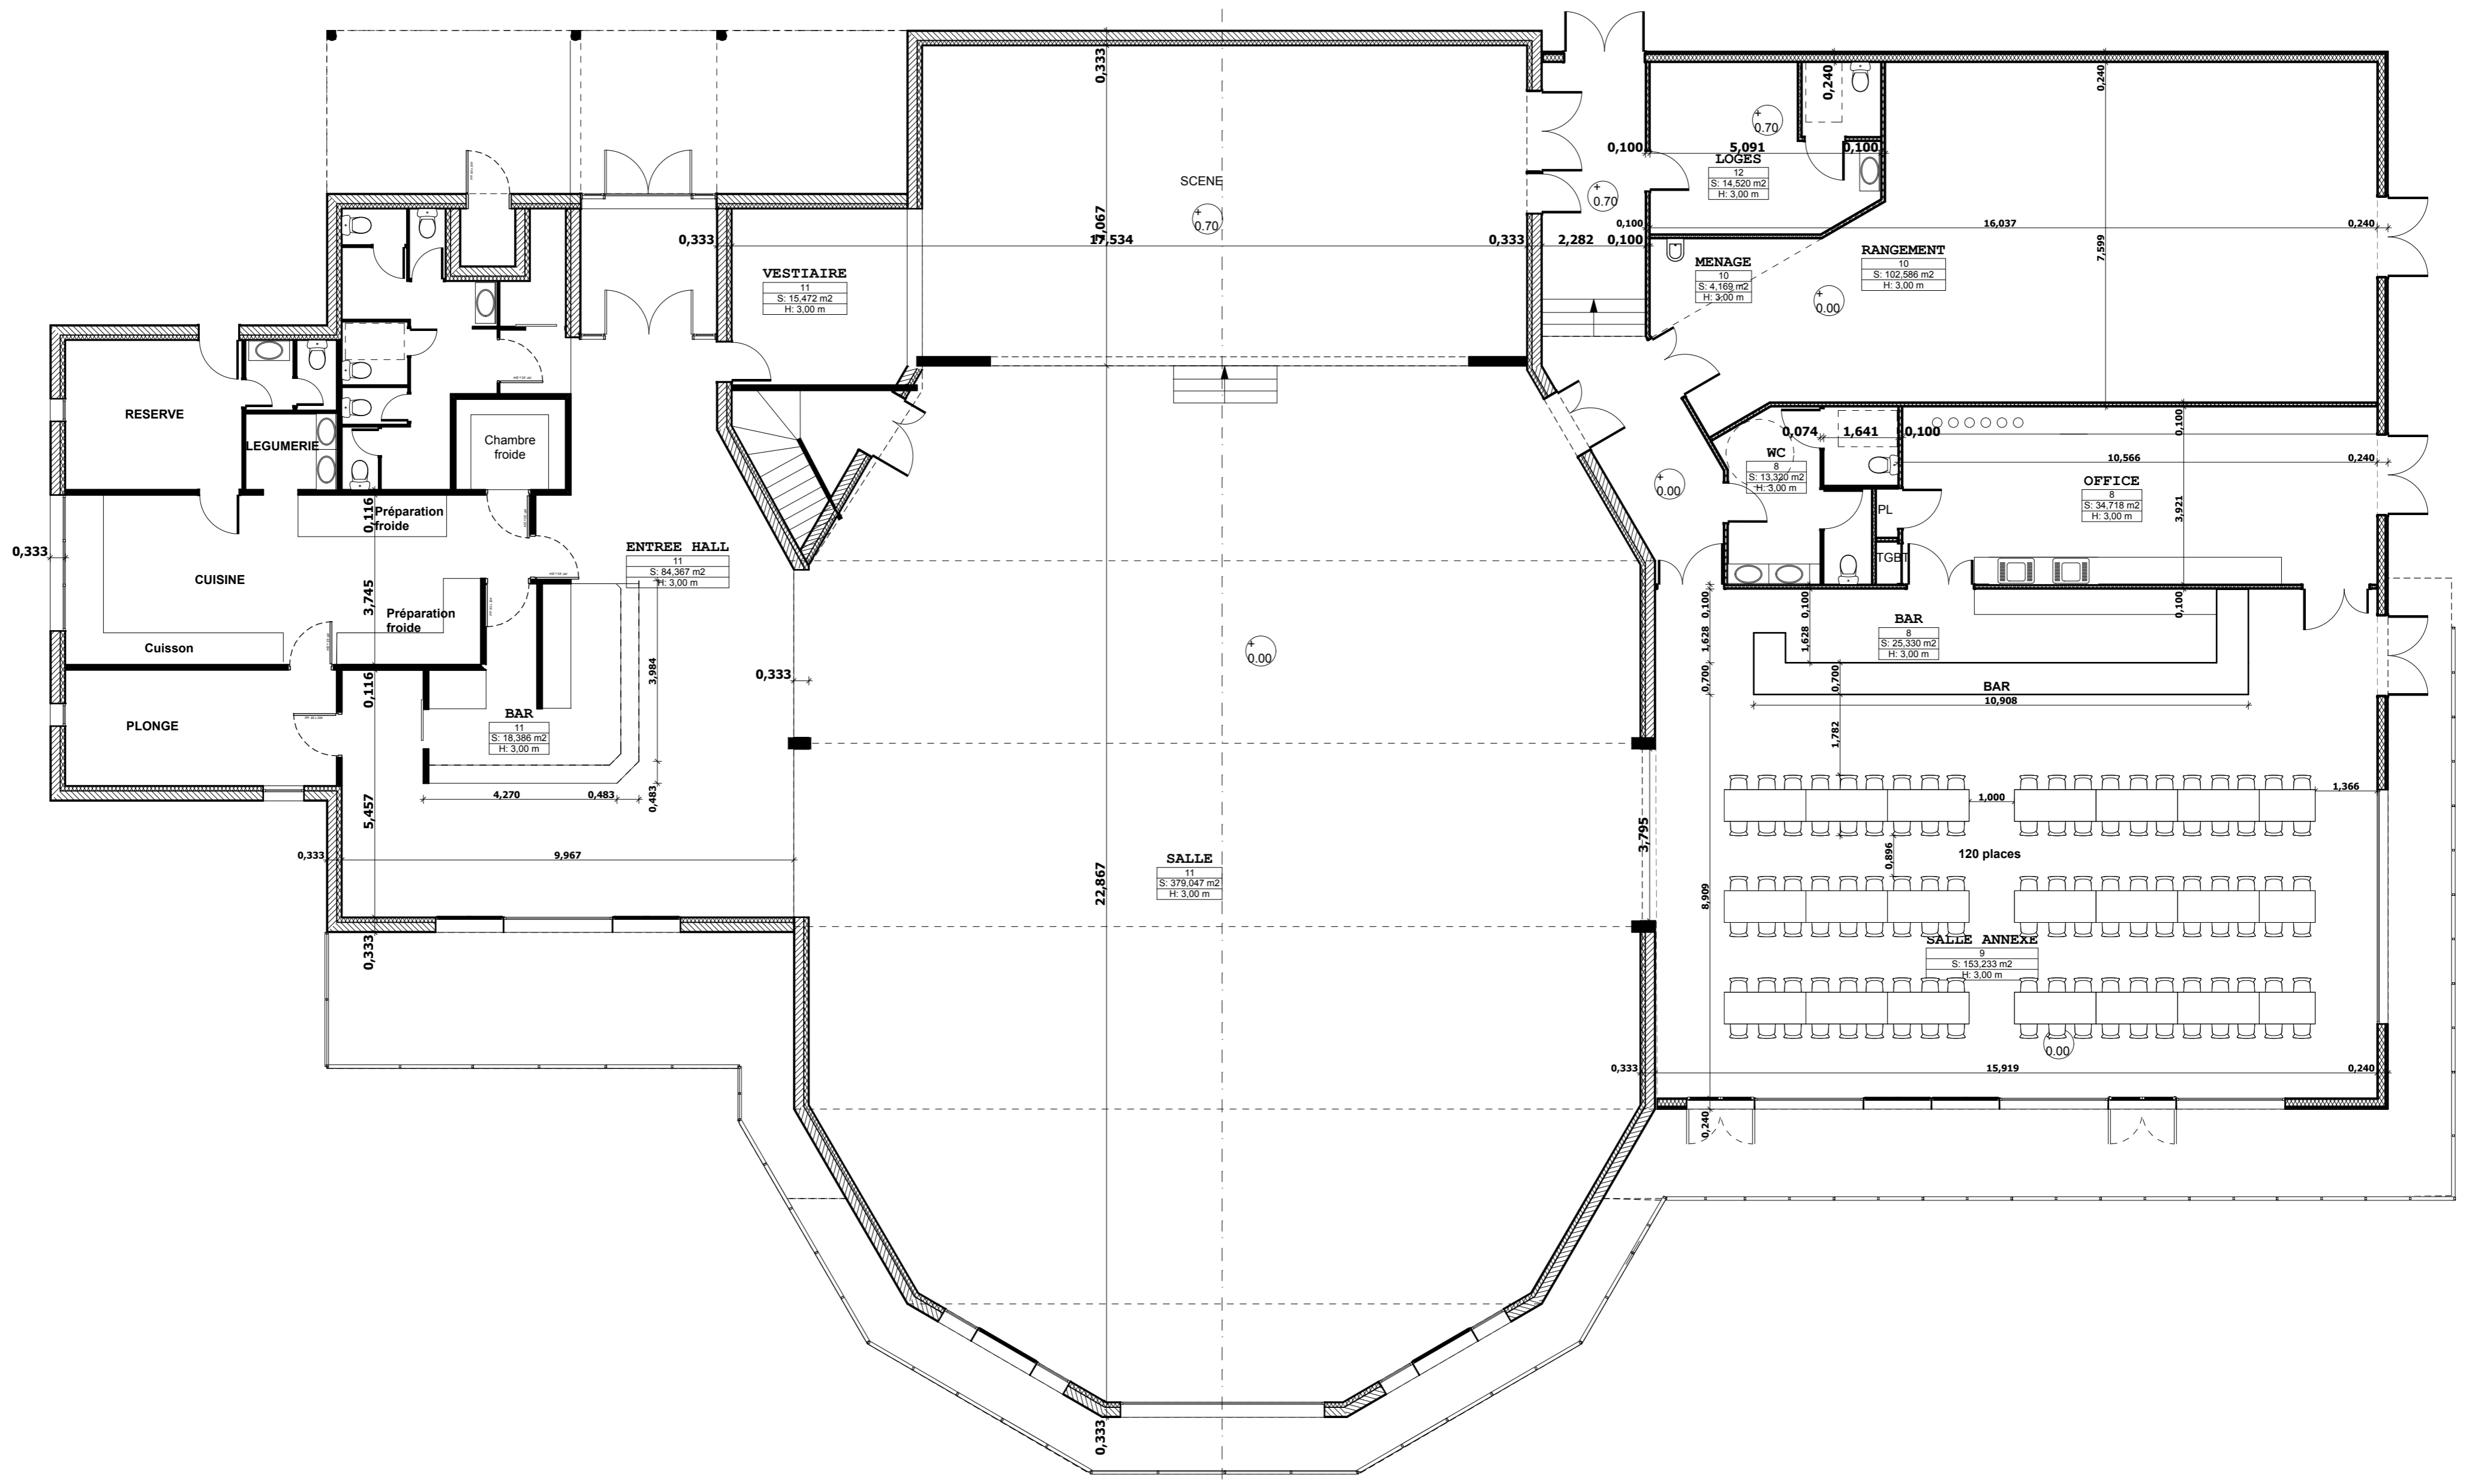 0,333
0,240
0,240
+
0.70
0,100
5,091
0,100
LOGES
12
S: 14,520 m2
H: 3,00 m
SCENE
+
0.70
+
0.70
0,100
16,037
0,240
0,333
17,534
7,067
0,333
2,282
0,100
7,599
VESTIAIRE
11
S: 15,472 m2
H: 3,00 m
MENAGE
10
S: 4,169 m2
H: 3,00 m
RANGEMENT
10
S: 102,586 m2
H: 3,00 m
+
0.00
RESERVE
LEGUMERIE
Chambre
froide
0,074
1,641
0,100
0,100
WC
8
S: 13,320 m2
H: 3,00 m
10,566
0,240
+
0.00
OFFICE
8
S: 34,718 m2
H: 3,00 m
3,921
PL
TGBT
0,116
Préparation
froide
0,333
ENTREE HALL
11
S: 84,367 m2
H: 3,00 m
CUISINE
3,745
Préparation
froide
Cuisson
0,100
0,100
0,100
1,628
1,628
BAR
8
S: 25,330 m2
H: 3,00 m
+
0.00
3,984
0,333
0,116
0,700
0,700
BAR
10,908
PLONGE
BAR
11
S: 18,386 m2
H: 3,00 m
1,782
4,270
0,483
0,483
5,457
1,000
1,366
3,795
0,333
9,967
0,896
120 places
SALLE
11
S: 379,047 m2
H: 3,00 m
22,867
8,909
0,333
SALLE ANNEXE
9
S: 153,233 m2
H: 3,00 m
+
0.00
0,333
15,919
0,240
0,240
0,333